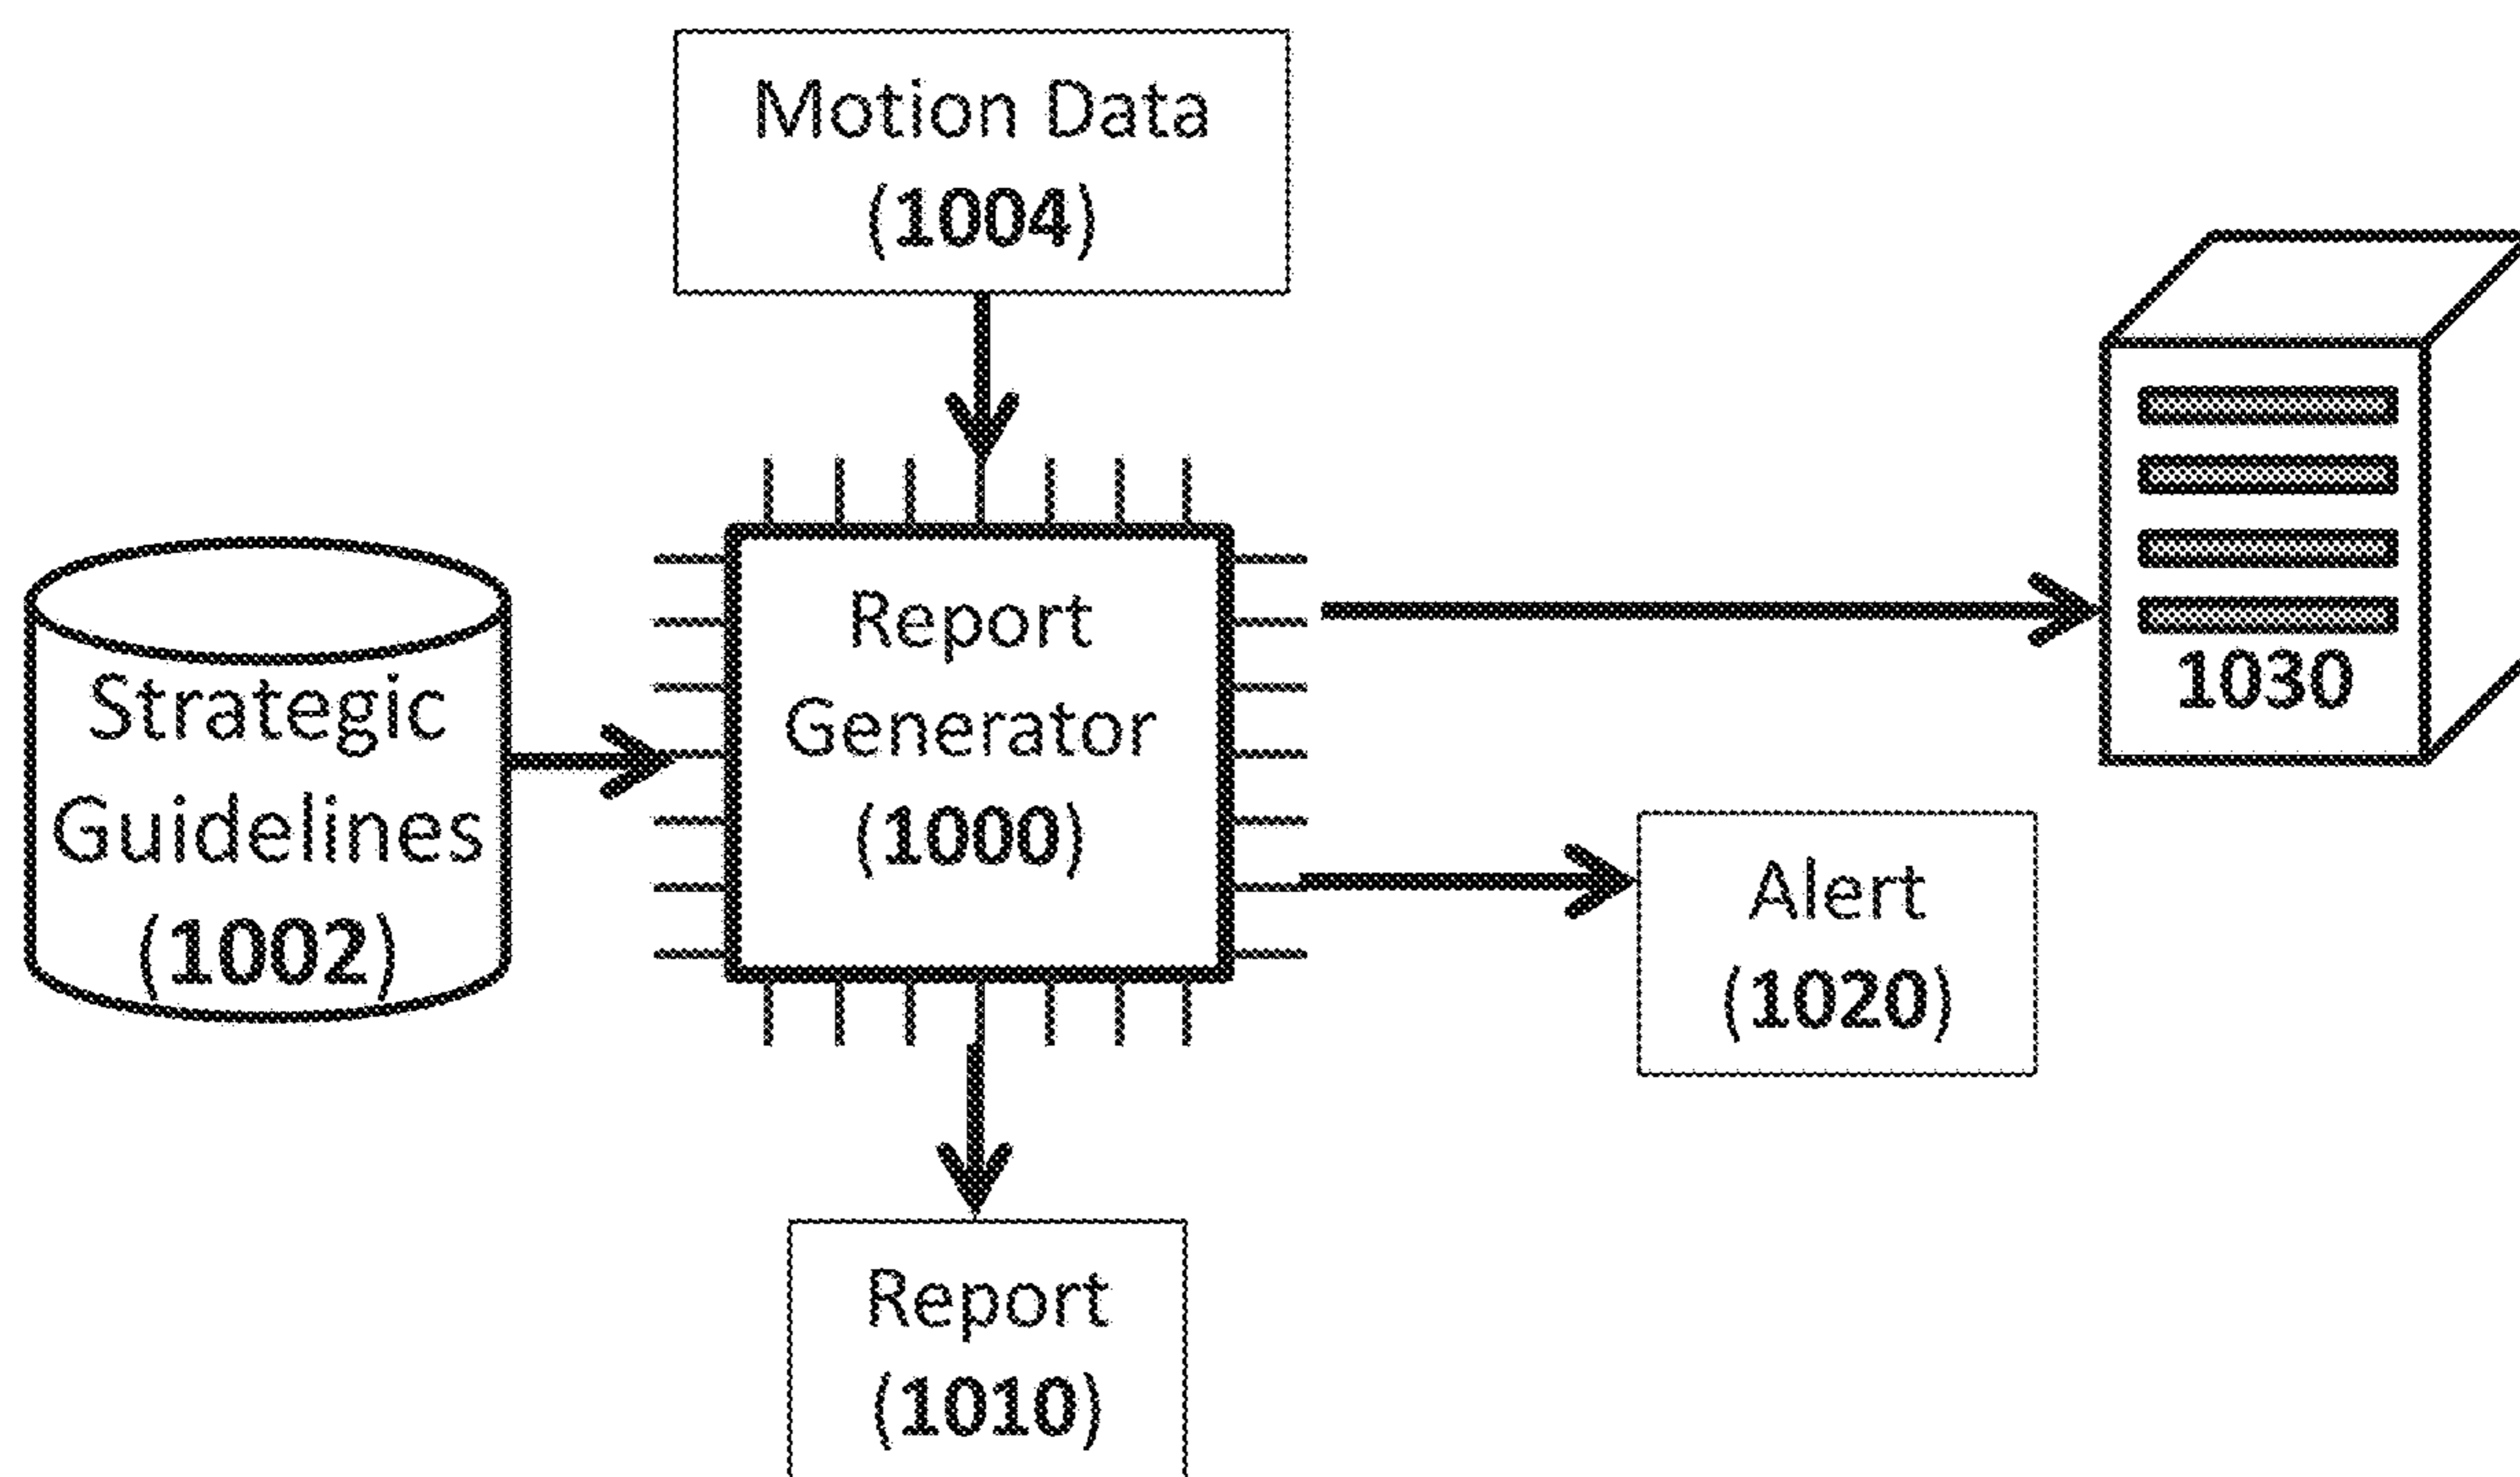 Motion Data
(1004)
Report
Generator
(1000)
Strategic
Guidelines
(1002)
1030
Alert
(1020)
Report
(1010)